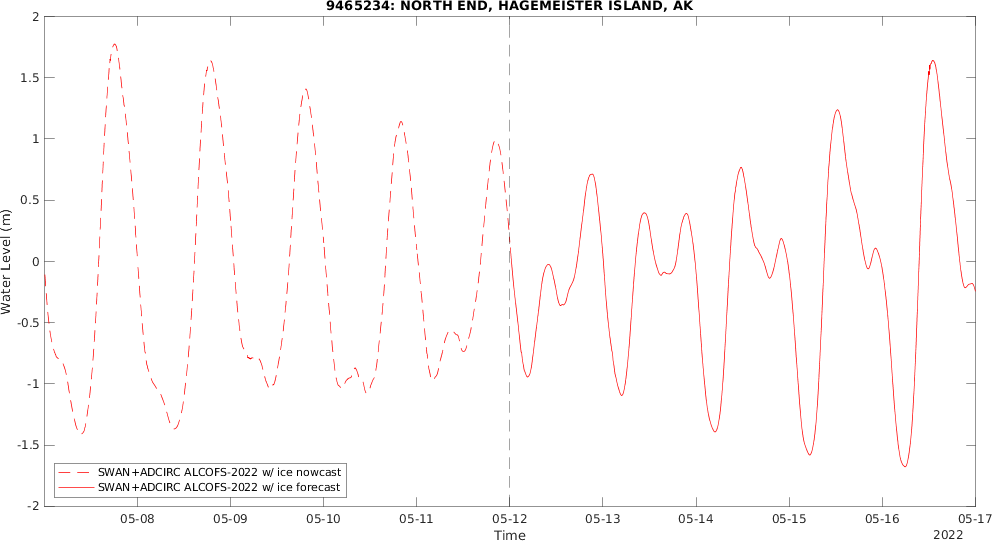 9465234: NORTH END, HAGEMEISTER ISLAND, AK
2
1.5
1
0.5
0
-0.5
-1
-1.5
-2
Water Level (m)
SWAN+ADCIRC ALCOFS-2022 w/ ice nowcast
SWAN+ADCIRC ALCOFS-2022 w/ ice forecast
05-08 05-09 05-10 05-11 05-12 05-13 05-14 05-15 05-16 05-17
Time
2022